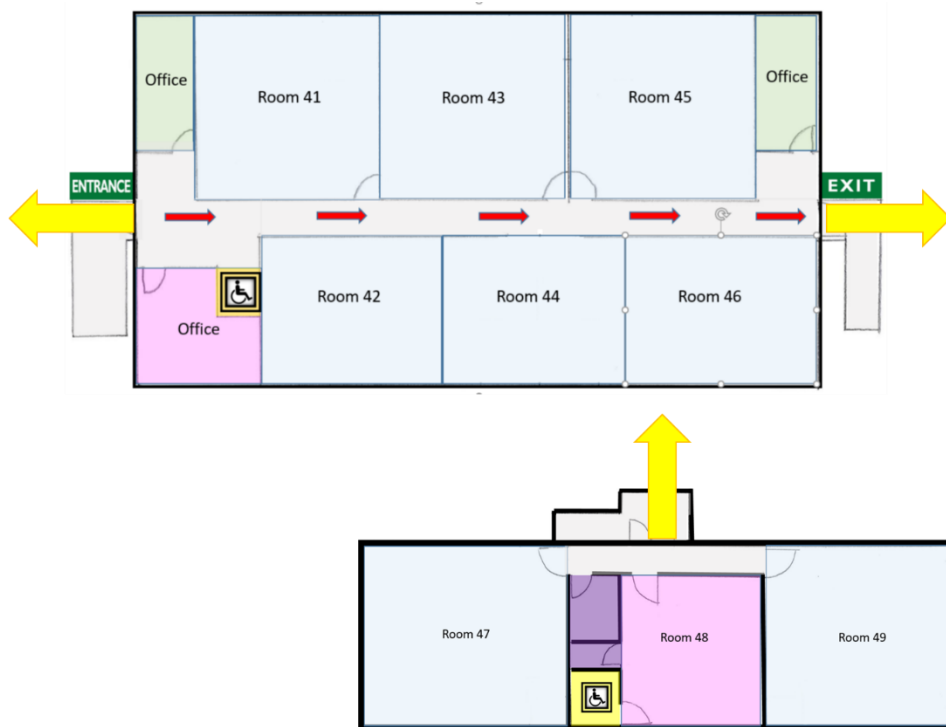 Office
Room 41
Room 43
Room 45
Office
ENTRANCE
EXIT
Office
Room 42
Room 44
Room 46
Room 47
Room 48
Room 49